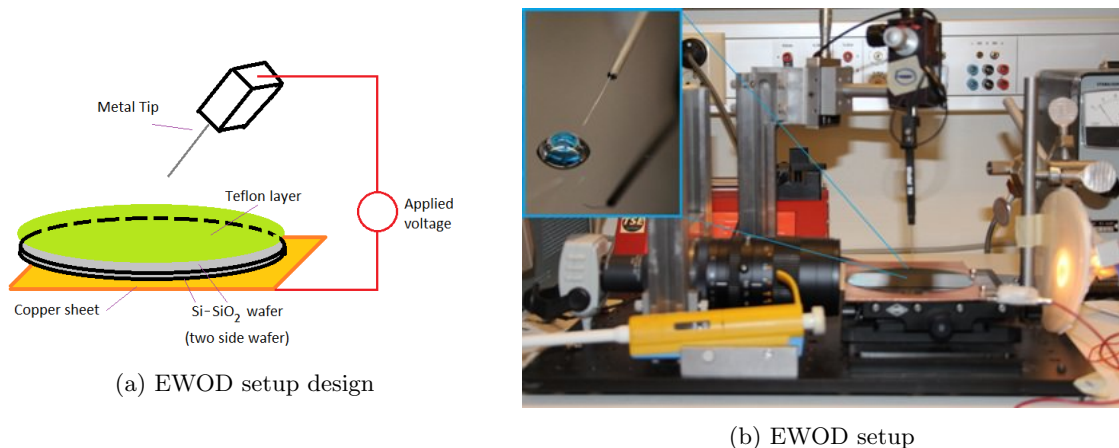 Metal Tip
Teflon layer
Applied
voltage
Copper sheet
Si-SiO₂ wafer
(two side wafer)
(a) EWOD setup design
TSE
(b) EWOD setup